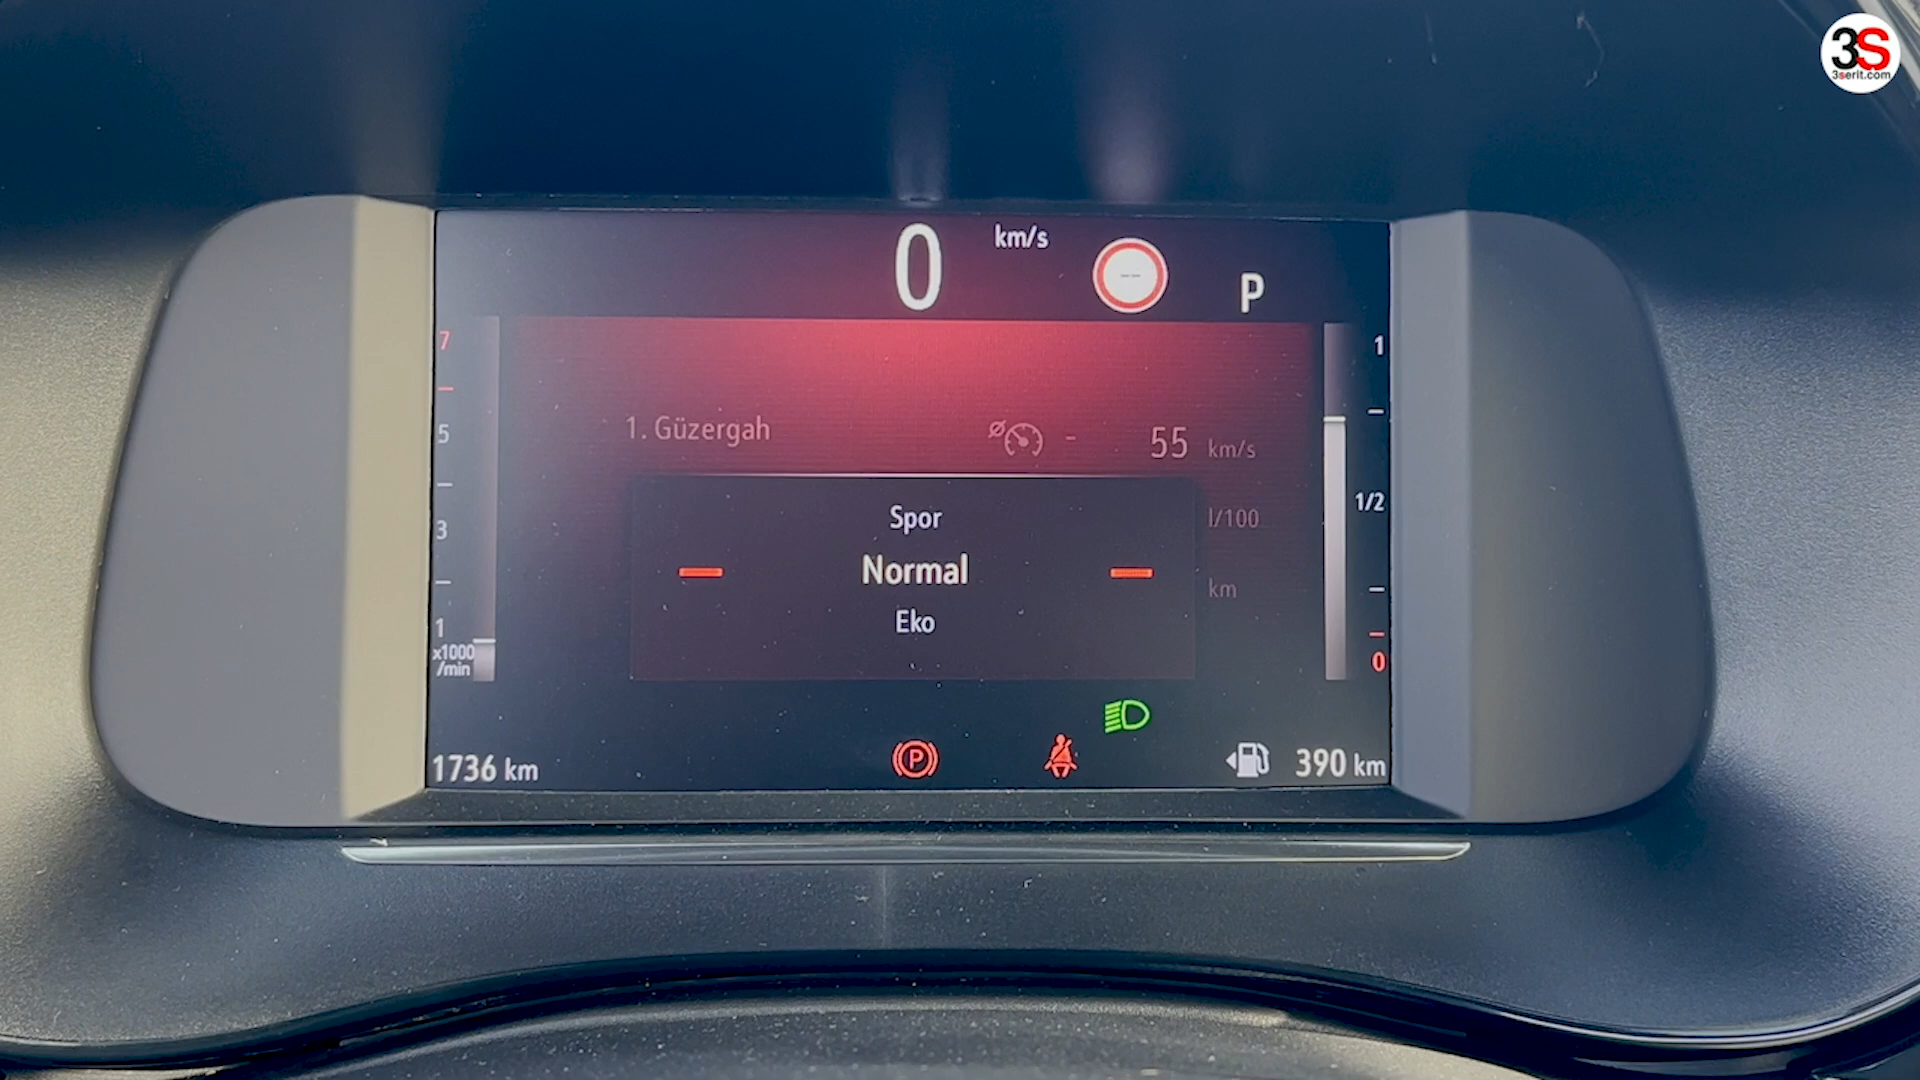 3S
3serit.com
0 km/s
P
7
5
3
1
x1000
/min
1. Güzergah
Ø - 55 km/s
l/100
km
Spor
Normal
Eko
1
1/2
0
1736 km
P
390 km